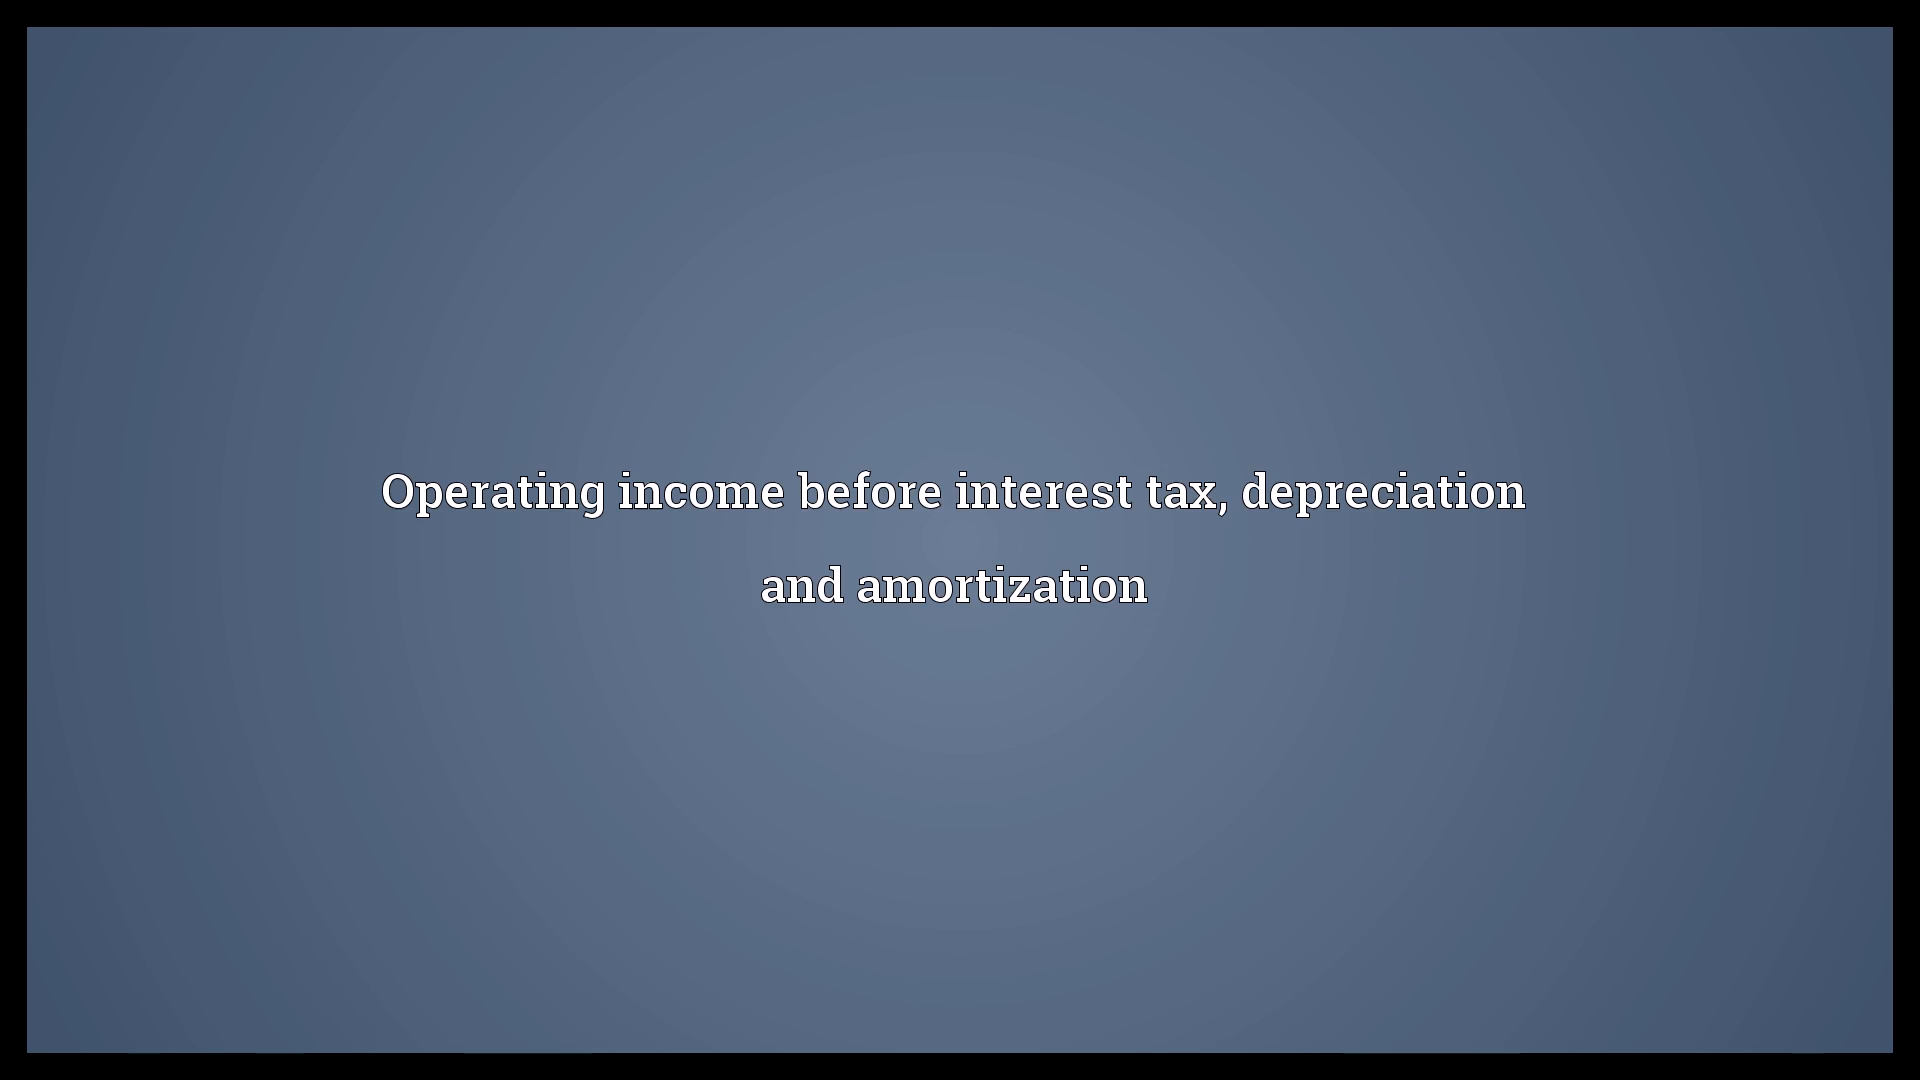 Operating income before interest tax, depreciation
and amortization